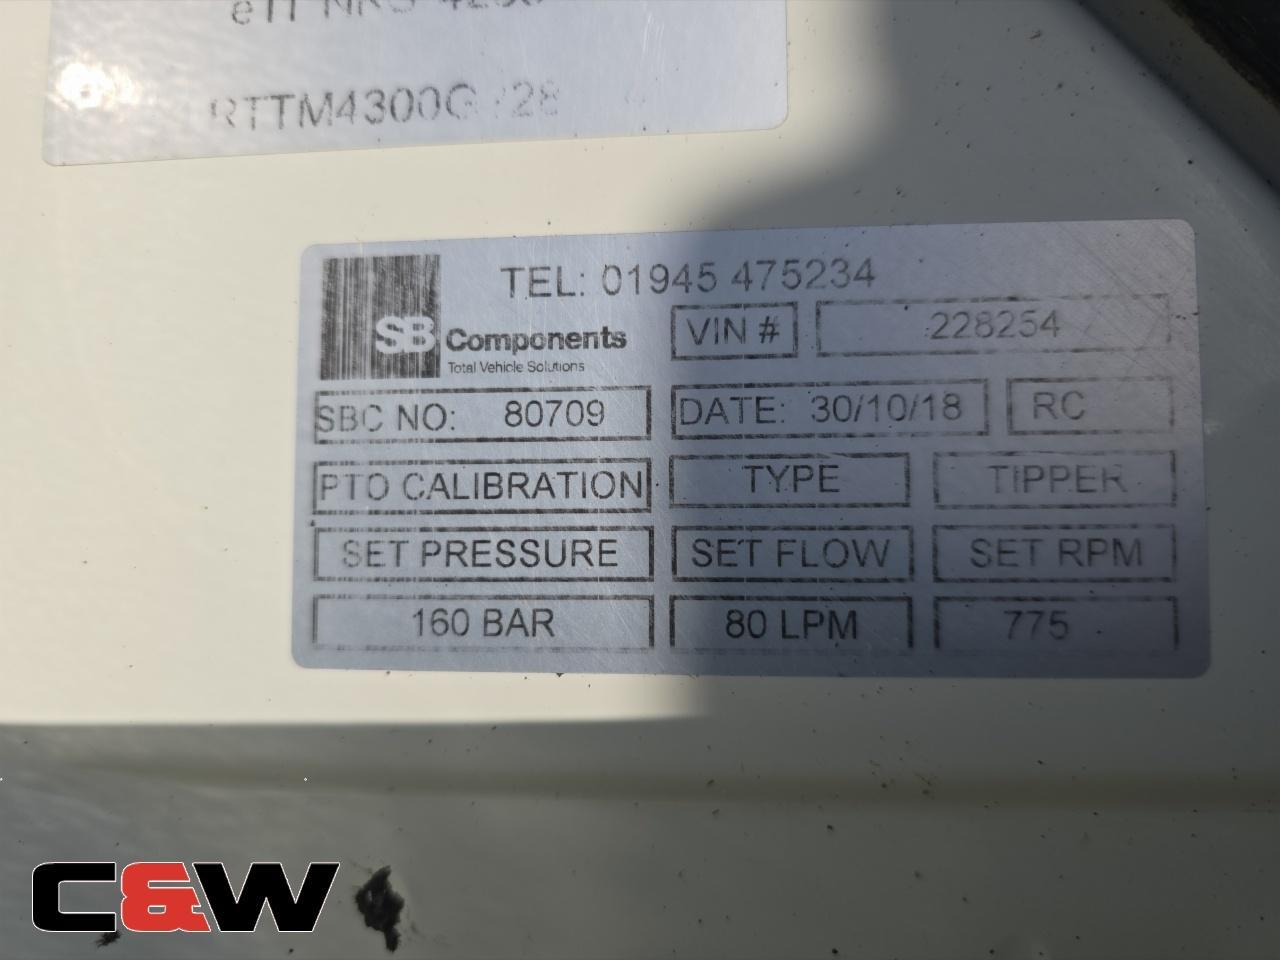 TEL: 01945 475234
SB Components
Total Vehicle Solutions
VIN # 228254
SBC NO: 80709 DATE: 30/10/18 RC
PTO CALIBRATION TYPE TIPPER
SET PRESSURE SET FLOW SET RPM
160 BAR 80 LPM 775
C&W